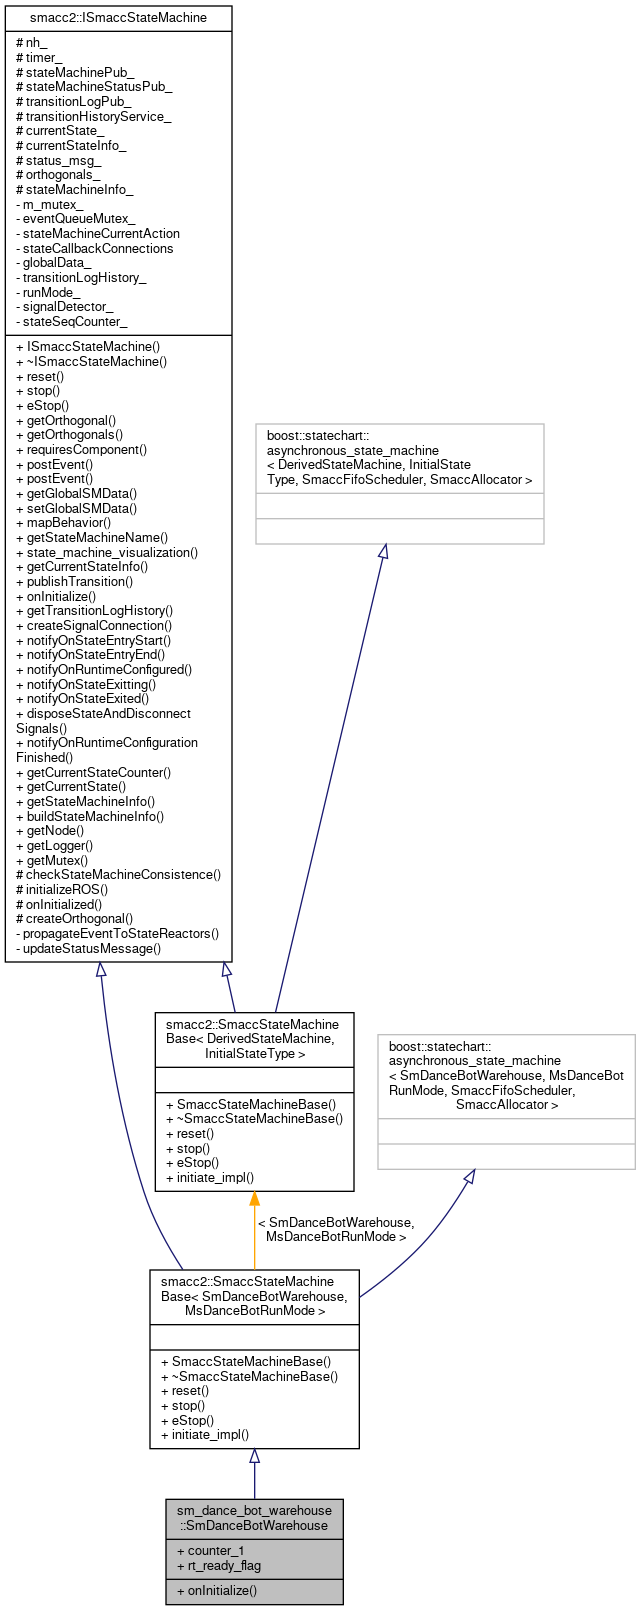 smacc2::ISmaccStateMachine
# nh_
# timer_
# stateMachinePub_
# stateMachineStatusPub_
# transitionLogPub_
# transitionHistoryService_
# currentState_
# currentStateInfo_
# status_msg_
# orthogonals_
# stateMachineInfo_
- m_mutex_
- eventQueueMutex_
- stateMachineCurrentAction
- stateCallbackConnections
- globalData_
- transitionLogHistory_
- runMode_
- signalDetector_
- stateSeqCounter_
+ ISmaccStateMachine()
+ ~ISmaccStateMachine()
+ reset()
+ stop()
+ eStop()
+ getOrthogonal()
+ getOrthogonals()
+ requiresComponent()
+ postEvent()
+ postEvent()
+ getGlobalSMData()
+ setGlobalSMData()
+ mapBehavior()
+ getStateMachineName()
+ state_machine_visualization()
+ getCurrentStateInfo()
+ publishTransition()
+ onInitialize()
+ getTransitionLogHistory()
+ createSignalConnection()
+ notifyOnStateEntryStart()
+ notifyOnStateEntryEnd()
+ notifyOnRuntimeConfigured()
+ notifyOnStateExitting()
+ notifyOnStateExited()
+ disposeStateAndDisconnect
Signals()
+ notifyOnRuntimeConfiguration
Finished()
+ getCurrentStateCounter()
+ getCurrentState()
+ getStateMachineInfo()
+ buildStateMachineInfo()
+ getNode()
+ getLogger()
+ getMutex()
# checkStateMachineConsistence()
# initializeROS()
# onInitialized()
# createOrthogonal()
- propagateEventToStateReactors()
- updateStatusMessage()
boost::statechart::
asynchronous_state_machine
< DerivedStateMachine, InitialState
Type, SmaccFifoScheduler, SmaccAllocator >
smacc2::SmaccStateMachine
Base< DerivedStateMachine,
InitialStateType >
+ SmaccStateMachineBase()
+ ~SmaccStateMachineBase()
+ reset()
+ stop()
+ eStop()
+ initiate_impl()
boost::statechart::
asynchronous_state_machine
< SmDanceBotWarehouse, MsDanceBot
RunMode, SmaccFifoScheduler,
SmaccAllocator >
< SmDanceBotWarehouse,
MsDanceBotRunMode >
smacc2::SmaccStateMachine
Base< SmDanceBotWarehouse,
MsDanceBotRunMode >
+ SmaccStateMachineBase()
+ ~SmaccStateMachineBase()
+ reset()
+ stop()
+ eStop()
+ initiate_impl()
sm_dance_bot_warehouse
::SmDanceBotWarehouse
+ counter_1
+ rt_ready_flag
+ onInitialize()